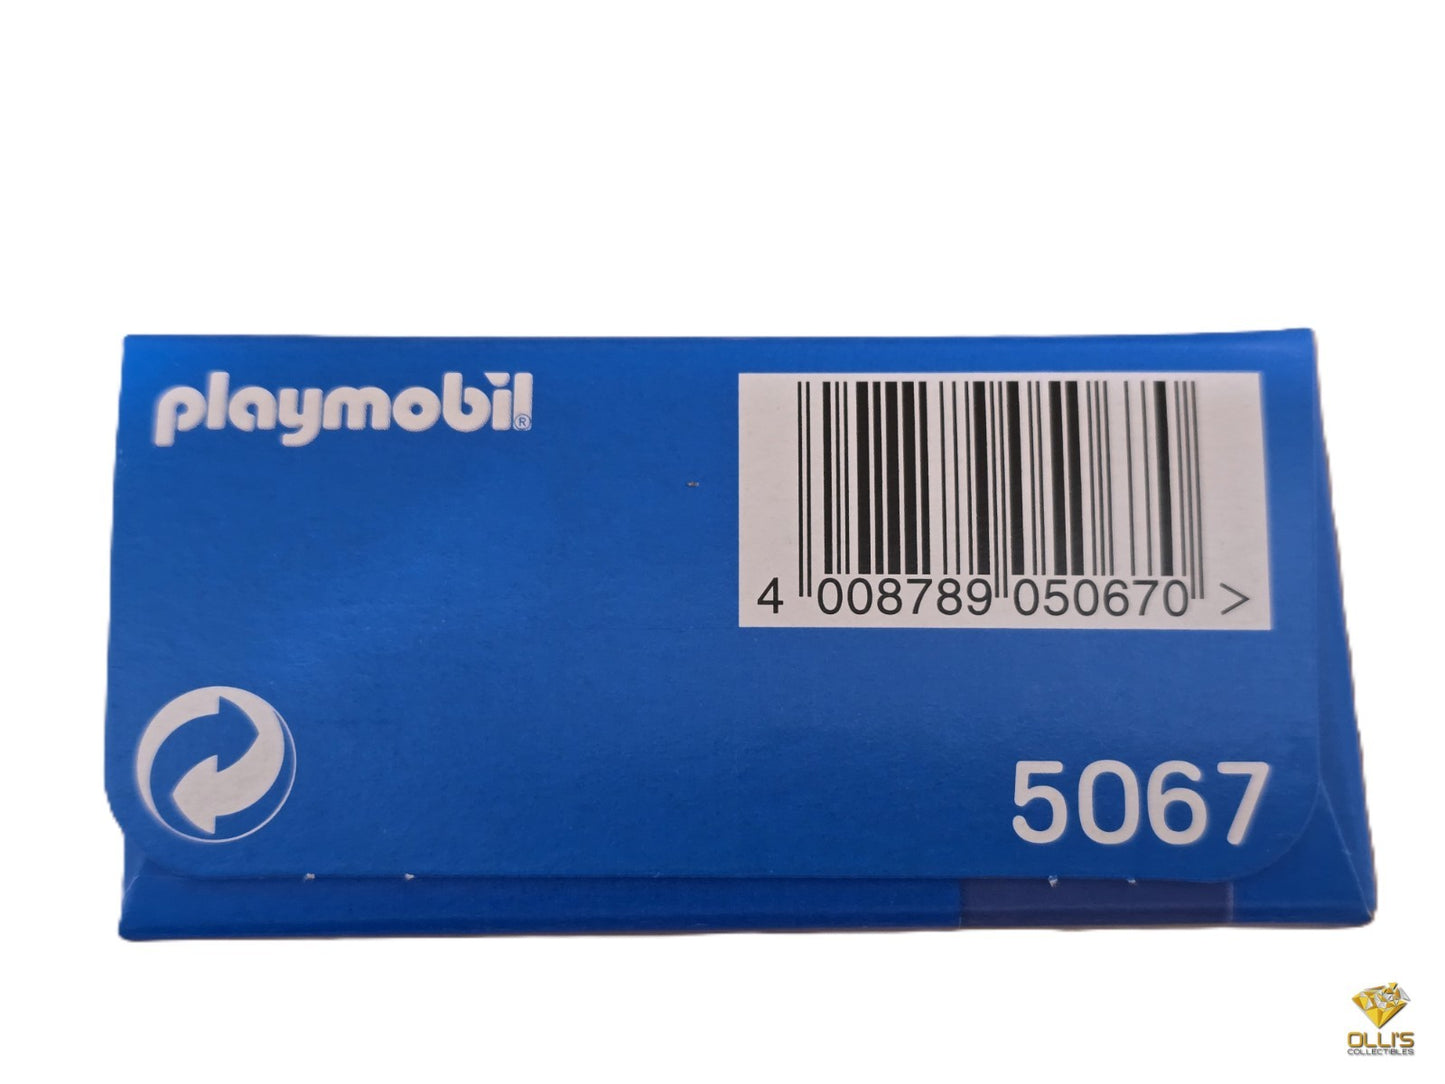 playmobil®
4 008789 050670 >
5067
OLLI'S
COLLECTIBLES